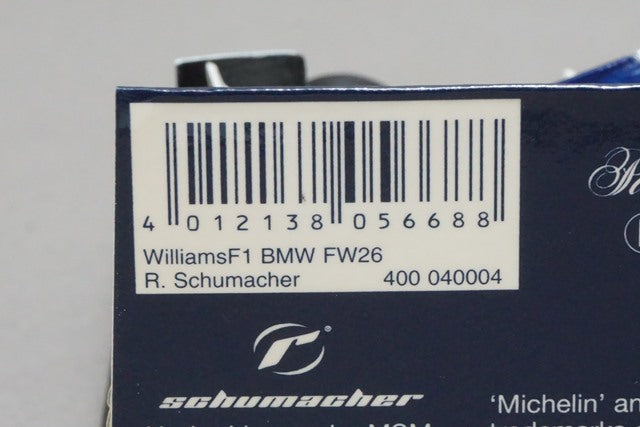 4 012138 056688
WilliamsF1 BMW FW26
R. Schumacher 400 040004
schumacher
'Michelin' an